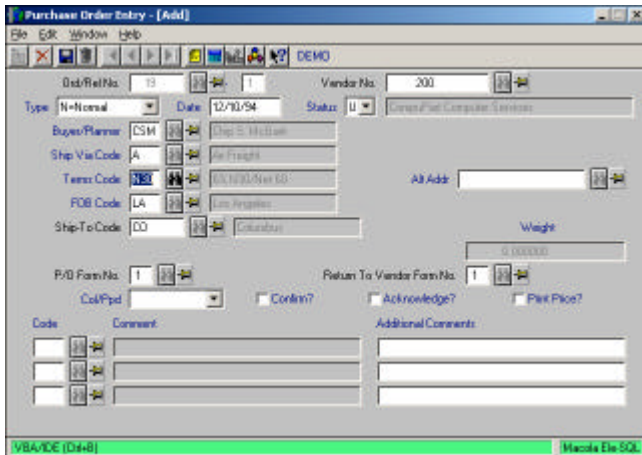 Purchase Order Entry - [Add]
File Edit Window Help
DEMO
Ord/Rel No. 19 - 1 Vendor No. 200
Type N=Normal Date 12/10/94 Status U CompuPlat Computer Services
Buyer/Planner CSM Chip S. McBain
Ship Via Code A Air Freight
Terms Code N30 Alt Addr
FOB Code LA Los Angeles
Ship-To Code CO Columbus Weight
0.000000
P/O Form No. 1 Return To Vendor Form No. 1
Col/Ppd Confirm? Acknowledge? Print Price?
Code Comment Additional Comments
VBA/IDE (Ctrl+B) Macola Ele-SQL